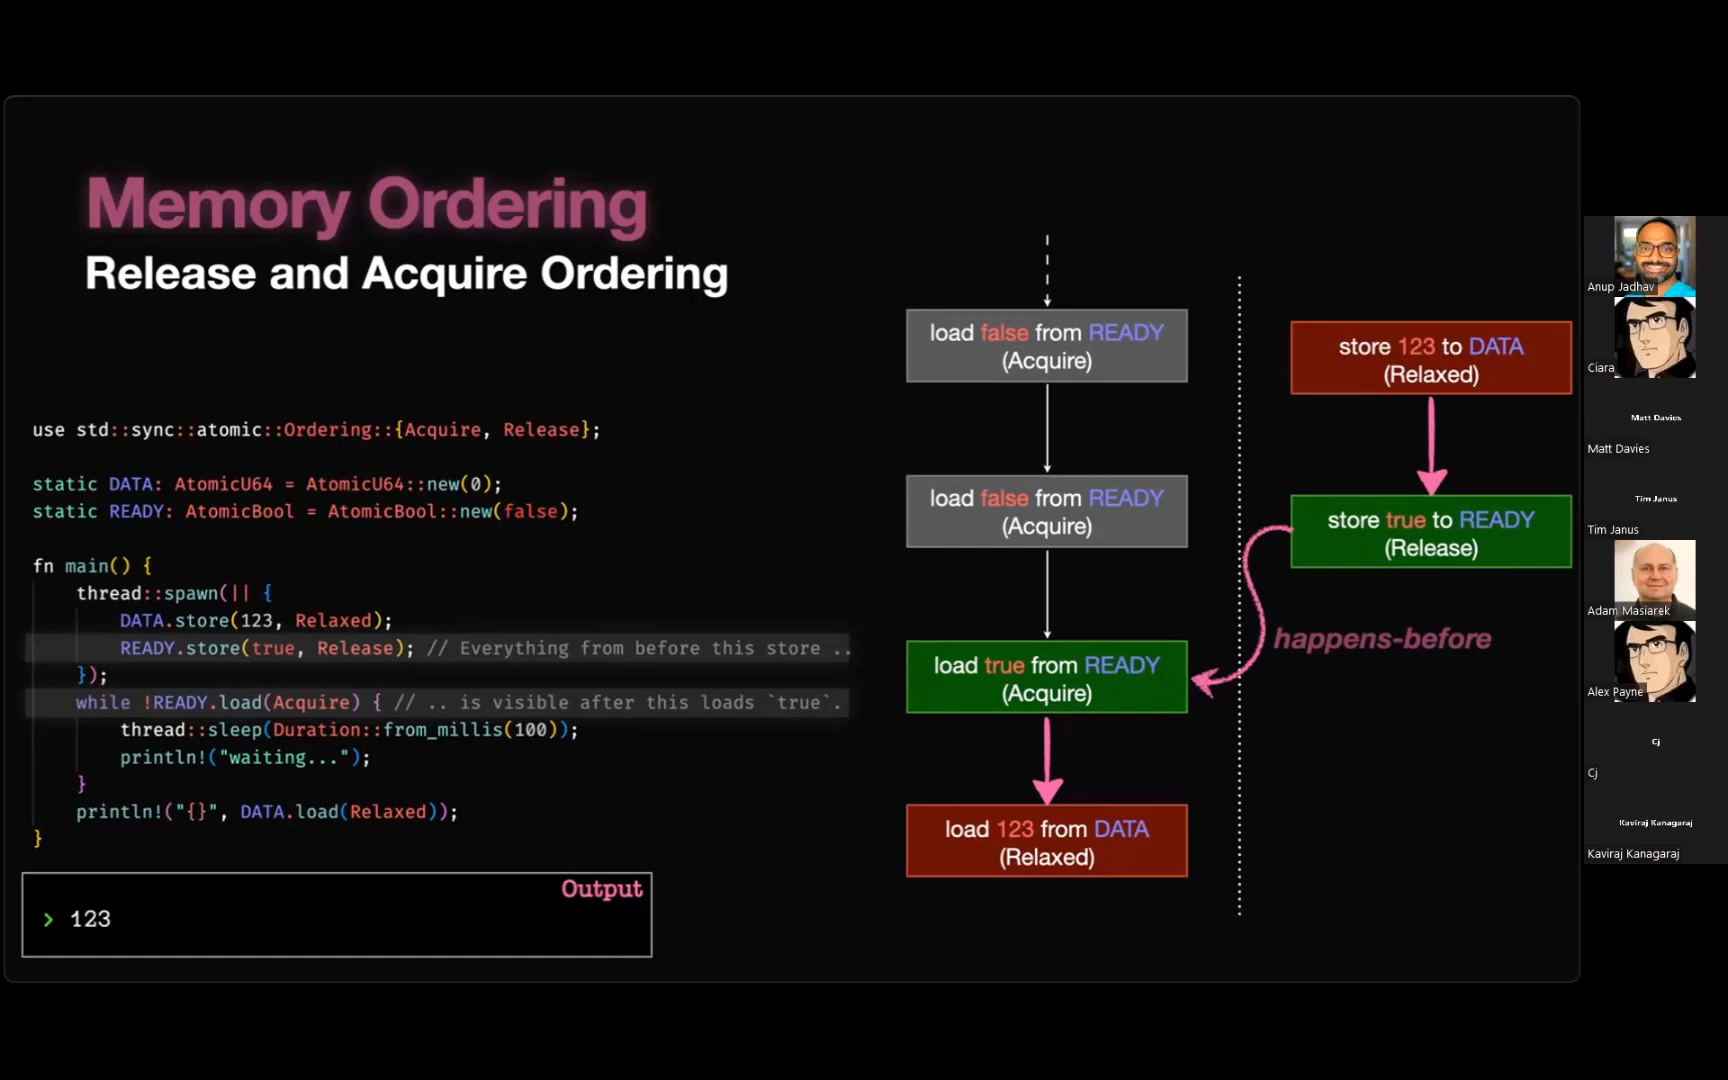 Memory Ordering
Release and Acquire Ordering
use std::sync::atomic::Ordering::{Acquire, Release};
static DATA: AtomicU64 = AtomicU64::new(0);
static READY: AtomicBool = AtomicBool::new(false);
fn main() {
thread::spawn(|| {
DATA.store(123, Relaxed);
READY.store(true, Release); // Everything from before this store ..
});
while !READY.load(Acquire) { // .. is visible after this loads `true`.
thread::sleep(Duration::from_millis(100));
println!("waiting...");
}
println!("{}", DATA.load(Relaxed));
}
Output
> 123
load false from READY
(Acquire)
load false from READY
(Acquire)
load true from READY
(Acquire)
load 123 from DATA
(Relaxed)
store 123 to DATA
(Relaxed)
store true to READY
(Release)
happens-before
Anup Jadhav
Ciara
Matt Davies
Matt Davies
Tim Janus
Tim Janus
Adam Masiarek
Alex Payne
Cj
Cj
Kaviraj Kanagaraj
Kaviraj Kanagaraj